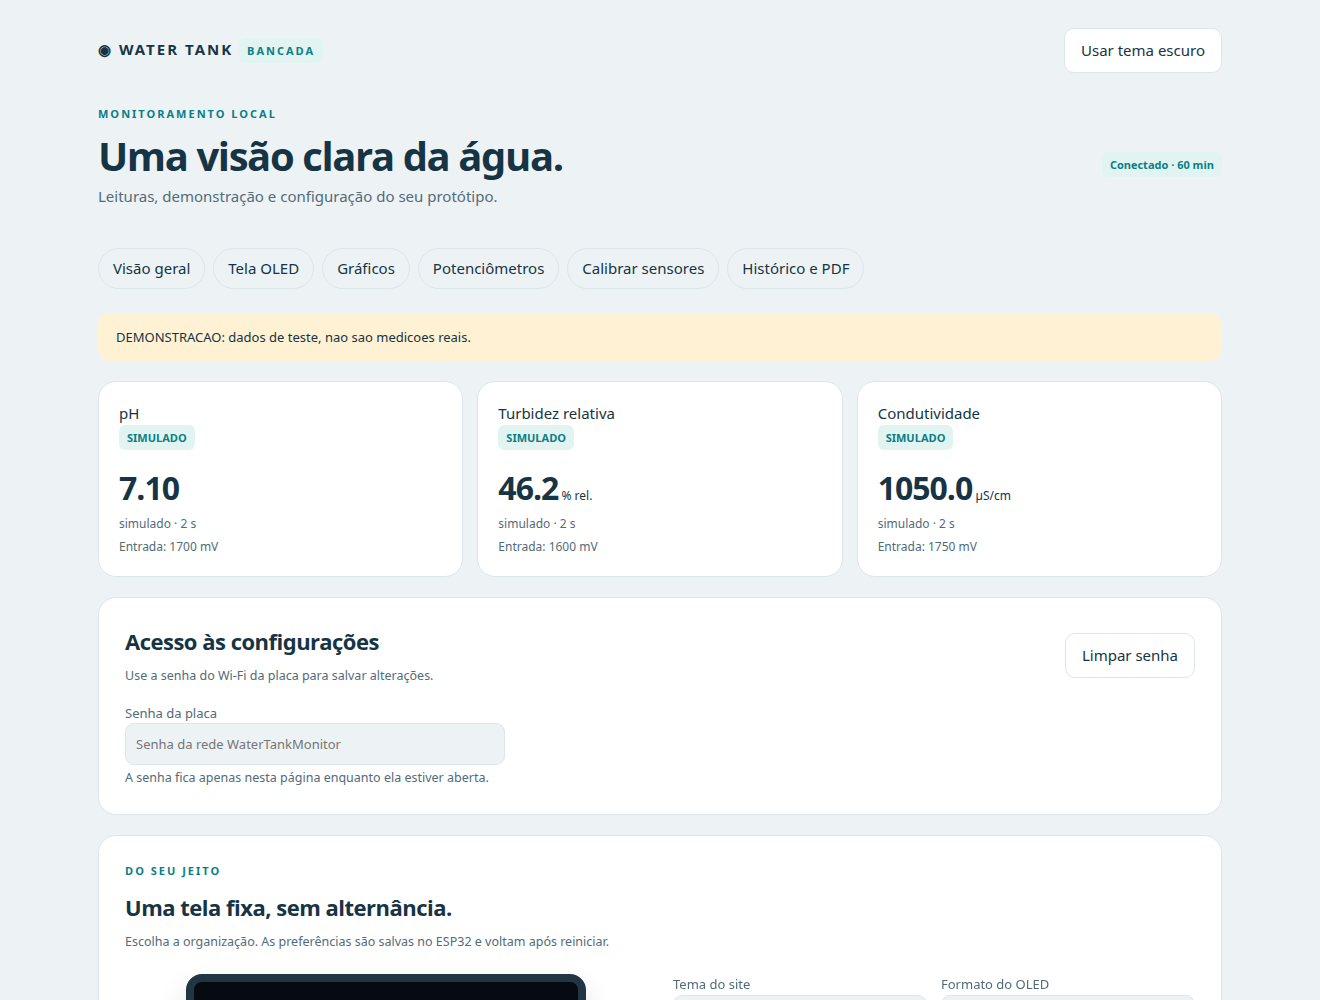 ◉ WATER TANK BANCADA
Usar tema escuro
MONITORAMENTO LOCAL
Uma visão clara da água.
Conectado · 60 min
Leituras, demonstração e configuração do seu protótipo.
Visão geral
Tela OLED
Gráficos
Potenciômetros
Calibrar sensores
Histórico e PDF
DEMONSTRACAO: dados de teste, nao sao medicoes reais.
pH
SIMULADO
7.10
simulado · 2 s
Entrada: 1700 mV
Turbidez relativa
SIMULADO
46.2 % rel.
simulado · 2 s
Entrada: 1600 mV
Condutividade
SIMULADO
1050.0 µS/cm
simulado · 2 s
Entrada: 1750 mV
Acesso às configurações
Limpar senha
Use a senha do Wi-Fi da placa para salvar alterações.
Senha da placa
Senha da rede WaterTankMonitor
A senha fica apenas nesta página enquanto ela estiver aberta.
DO SEU JEITO
Uma tela fixa, sem alternância.
Escolha a organização. As preferências são salvas no ESP32 e voltam após reiniciar.
Tema do site
Formato do OLED